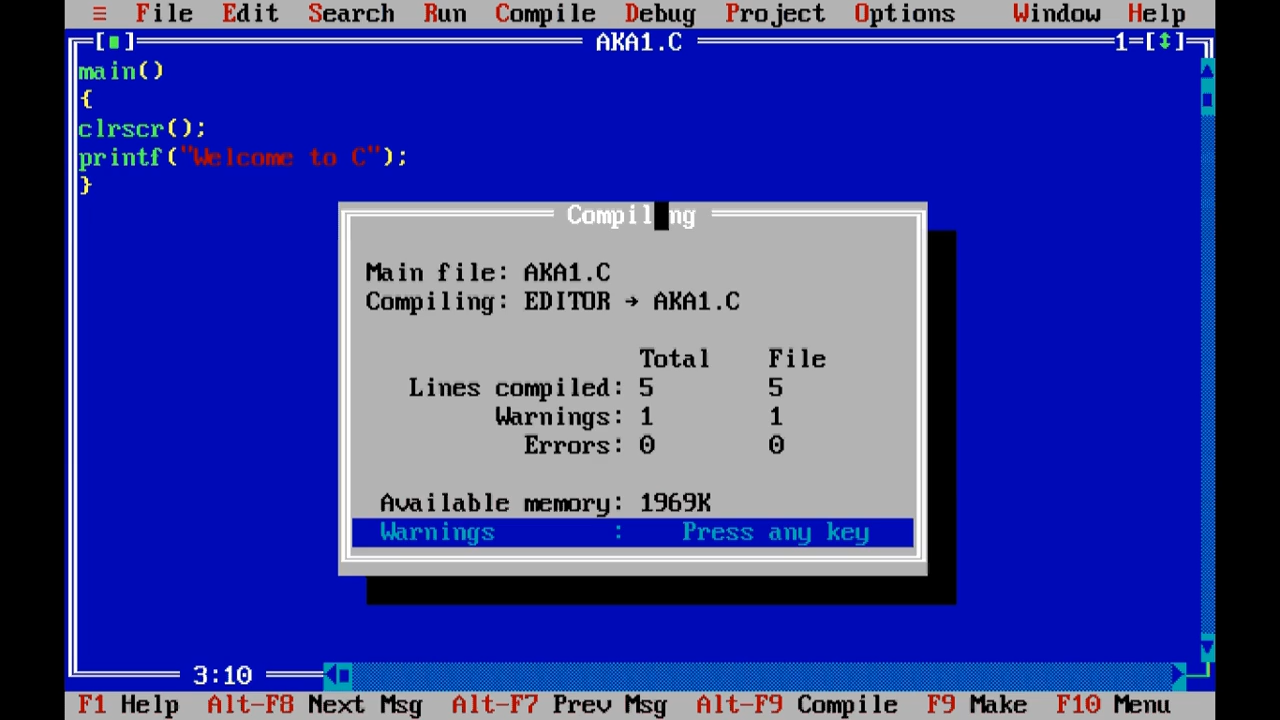 ≡ File Edit Search Run Compile Debug Project Options Window Help
[■] AKA1.C 1=[↕]
main()
{
clrscr();
printf("Welcome to C");
}
Compil ng
Main file: AKA1.C
Compiling: EDITOR → AKA1.C
Total File
Lines compiled: 5 5
Warnings: 1 1
Errors: 0 0
Available memory: 1969K
Warnings : Press any key
3:10
F1 Help Alt-F8 Next Msg Alt-F7 Prev Msg Alt-F9 Compile F9 Make F10 Menu